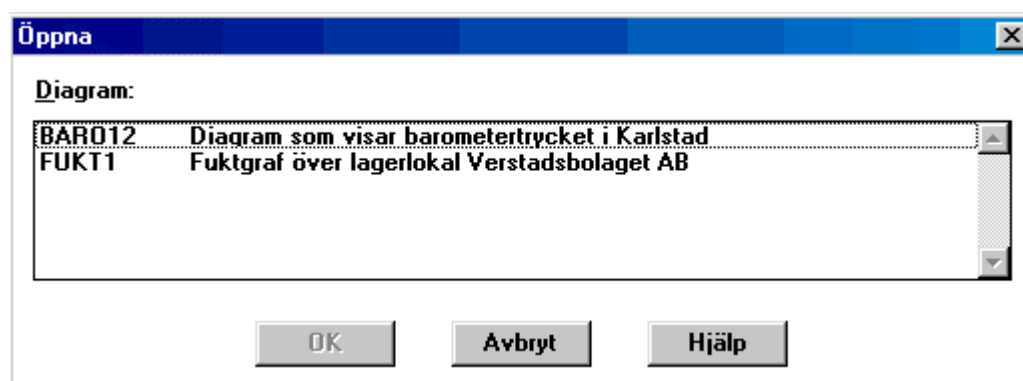 Öppna
Diagram:
BARO12 Diagram som visar barometertrycket i Karlstad
FUKT1 Fuktgraf över lagerlokal Verstadsbolaget AB
OK Avbryt Hjälp